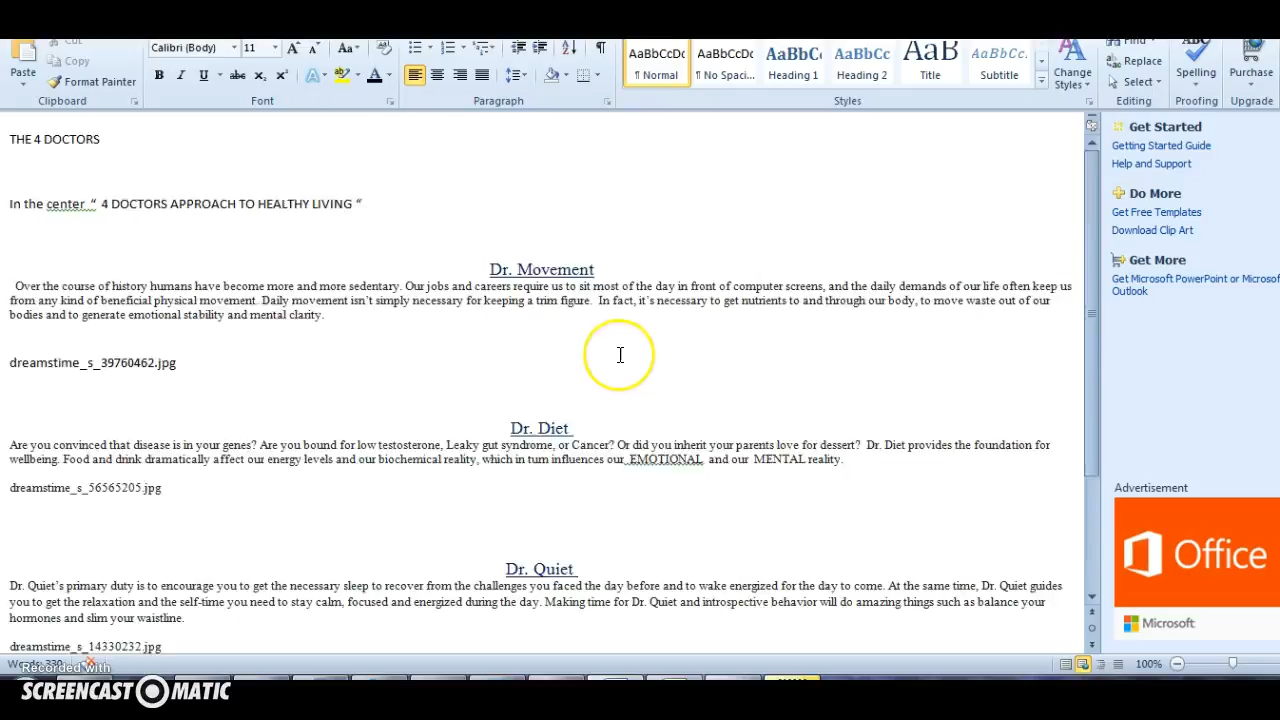 Cut
Calibri (Body) 11 Aa
AaBbCcDc AaBbCcDc AaBbC AaBbCc AaB AaBbCc.
Find
ABC
Paste
Copy
Format Painter
B I U abc x₂ x² A A
¶ Normal ¶ No Spaci... Heading 1 Heading 2 Title Subtitle
Change Styles
Replace
Select
Spelling
Purchase
Clipboard Font Paragraph Styles Editing Proofing Upgrade
THE 4 DOCTORS
In the center “ 4 DOCTORS APPROACH TO HEALTHY LIVING “
Dr. Movement
Over the course of history humans have become more and more sedentary. Our jobs and careers require us to sit most of the day in front of computer screens, and the daily demands of our life often keep us
from any kind of beneficial physical movement. Daily movement isn’t simply necessary for keeping a trim figure. In fact, it’s necessary to get nutrients to and through our body, to move waste out of our
bodies and to generate emotional stability and mental clarity.
dreamstime_s_39760462.jpg
Dr. Diet
Are you convinced that disease is in your genes? Are you bound for low testosterone, Leaky gut syndrome, or Cancer? Or did you inherit your parents love for dessert? Dr. Diet provides the foundation for
wellbeing. Food and drink dramatically affect our energy levels and our biochemical reality, which in turn influences our EMOTIONAL and our MENTAL reality.
dreamstime_s_56565205.jpg
Dr. Quiet
Dr. Quiet’s primary duty is to encourage you to get the necessary sleep to recover from the challenges you faced the day before and to wake energized for the day to come. At the same time, Dr. Quiet guides
you to get the relaxation and the self-time you need to stay calm, focused and energized during the day. Making time for Dr. Quiet and introspective behavior will do amazing things such as balance your
hormones and slim your waistline.
dreamstime_s_14330232.jpg
Get Started
Getting Started Guide
Help and Support
Do More
Get Free Templates
Download Clip Art
Get More
Get Microsoft PowerPoint or Microsof
Outlook
Advertisement
Office
Microsoft
100%
Recorded with
SCREENCAST MATIC